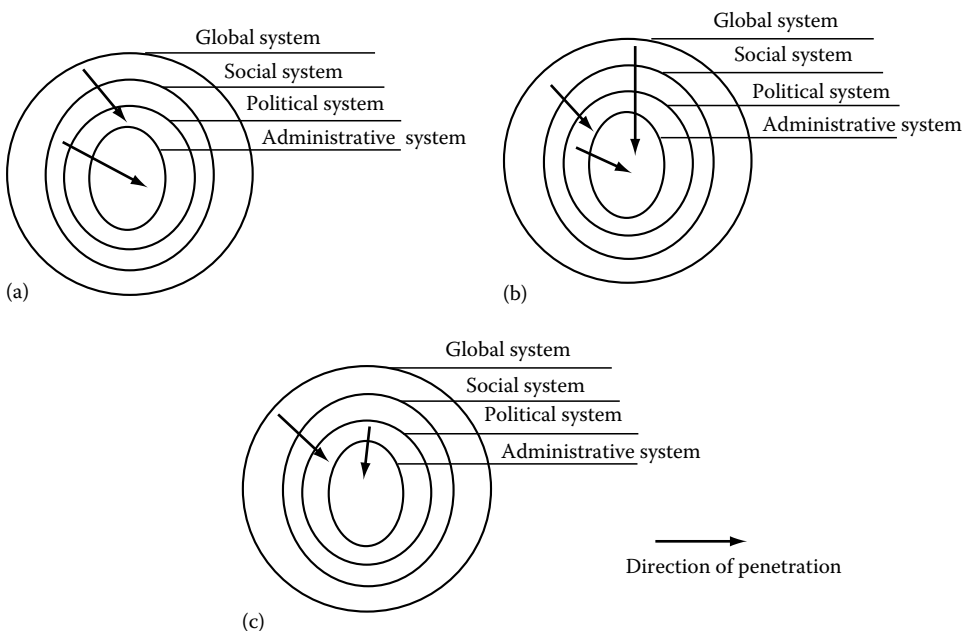 Global system
Social system
Political system
Administrative system
(a)
Global system
Social system
Political system
Administrative system
(b)
Global system
Social system
Political system
Administrative system
(c)
Direction of penetration